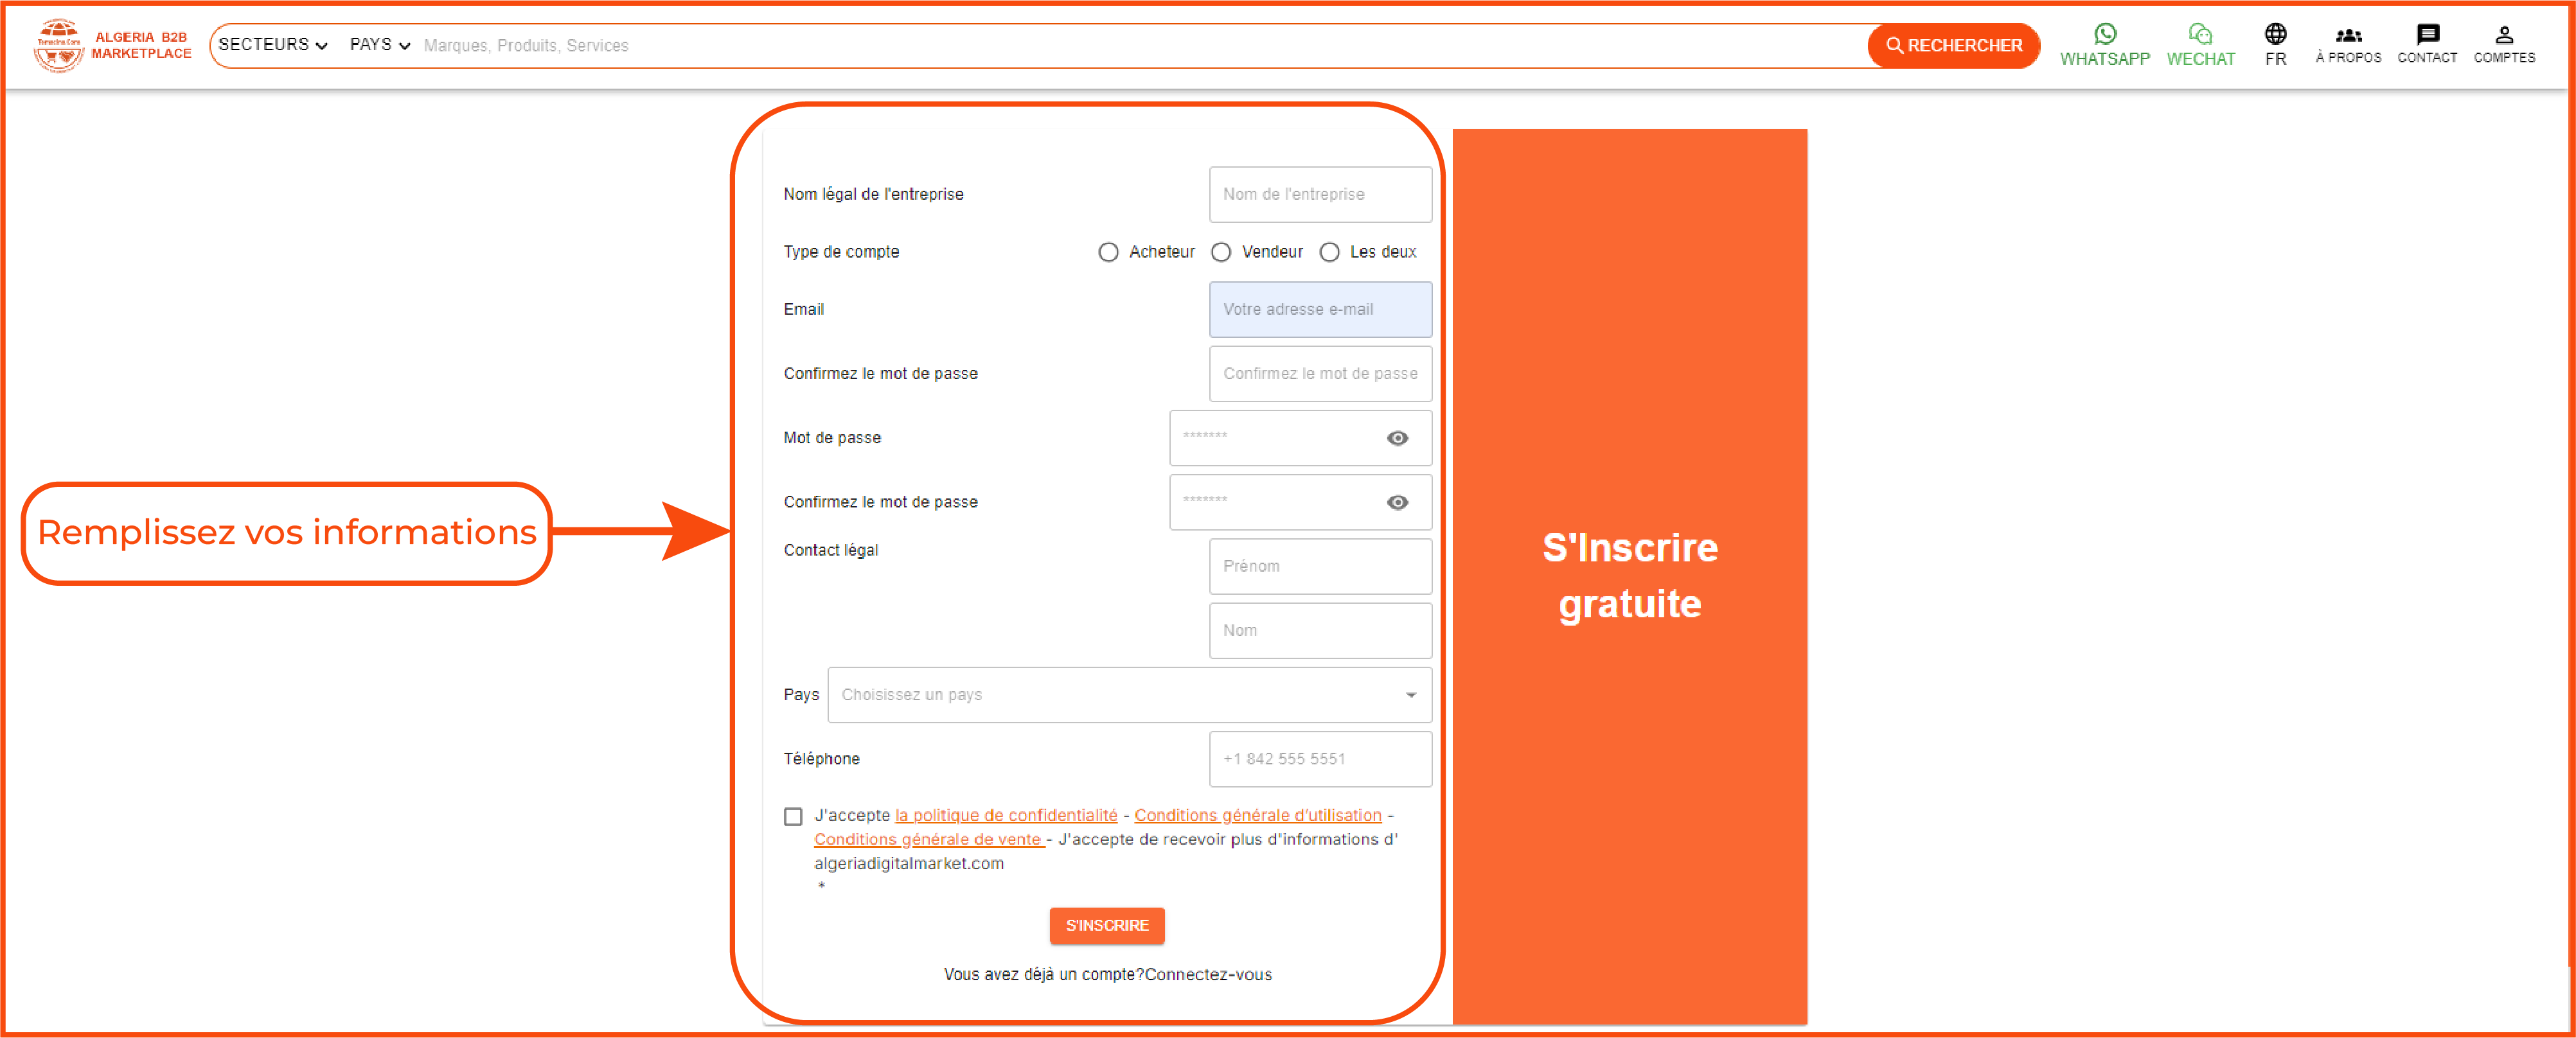 Temecine.Care
ALGERIA B2B
MARKETPLACE
SECTEURS PAYS Marques, Produits, Services
RECHERCHER
WHATSAPP WECHAT FR À PROPOS CONTACT COMPTES
Nom légal de l'entreprise Nom de l'entreprise
Type de compte Acheteur Vendeur Les deux
Email Votre adresse e-mail
Confirmez le mot de passe Confirmez le mot de passe
Mot de passe *******
Confirmez le mot de passe *******
Remplissez vos informations
Contact légal Prénom
Nom
Pays Choisissez un pays
Téléphone +1 842 555 5551
J'accepte la politique de confidentialité - Conditions générale d'utilisation -
Conditions générale de vente - J'accepte de recevoir plus d'informations d'
algeriadigitalmarket.com
*
S'INSCRIRE
Vous avez déjà un compte?Connectez-vous
S'Inscrire
gratuite